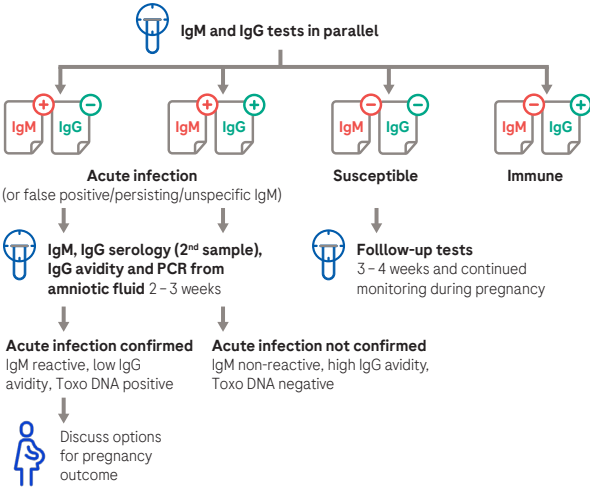 IgM and IgG tests in parallel
+ − + + − − − +
IgM IgG IgM IgG IgM IgG IgM IgG
Acute infection
(or false positive/persisting/unspecific IgM)
Susceptible
Immune
IgM, IgG serology (2nd sample),
IgG avidity and PCR from
amniotic fluid 2 – 3 weeks
Folllow-up tests
3 – 4 weeks and continued
monitoring during pregnancy
Acute infection confirmed
IgM reactive, low IgG
avidity, Toxo DNA positive
Acute infection not confirmed
IgM non-reactive, high IgG avidity,
Toxo DNA negative
Discuss options
for pregnancy
outcome